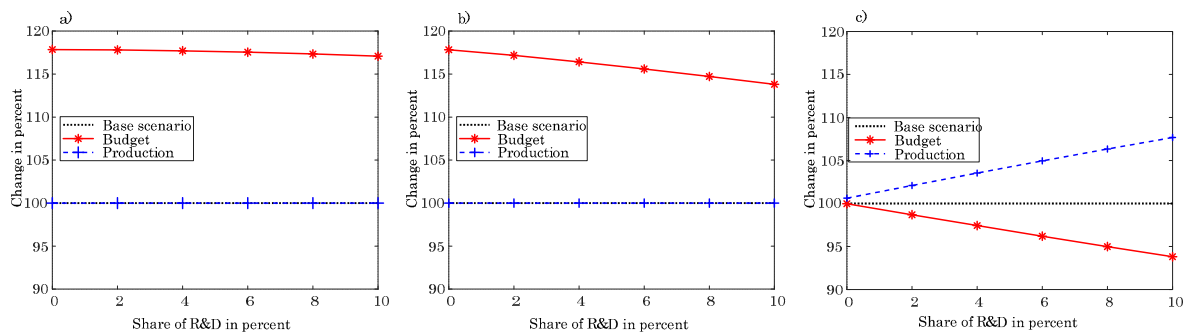 a)
120
115
110
105
100
95
90
Change in percent
Base scenario
Budget
Production
0 2 4 6 8 10
Share of R&D in percent
b)
120
115
110
105
100
95
90
Change in percent
Base scenario
Budget
Production
0 2 4 6 8 10
Share of R&D in percent
c)
120
115
110
105
100
95
90
Change in percent
Base scenario
Budget
Production
0 2 4 6 8 10
Share of R&D in percent